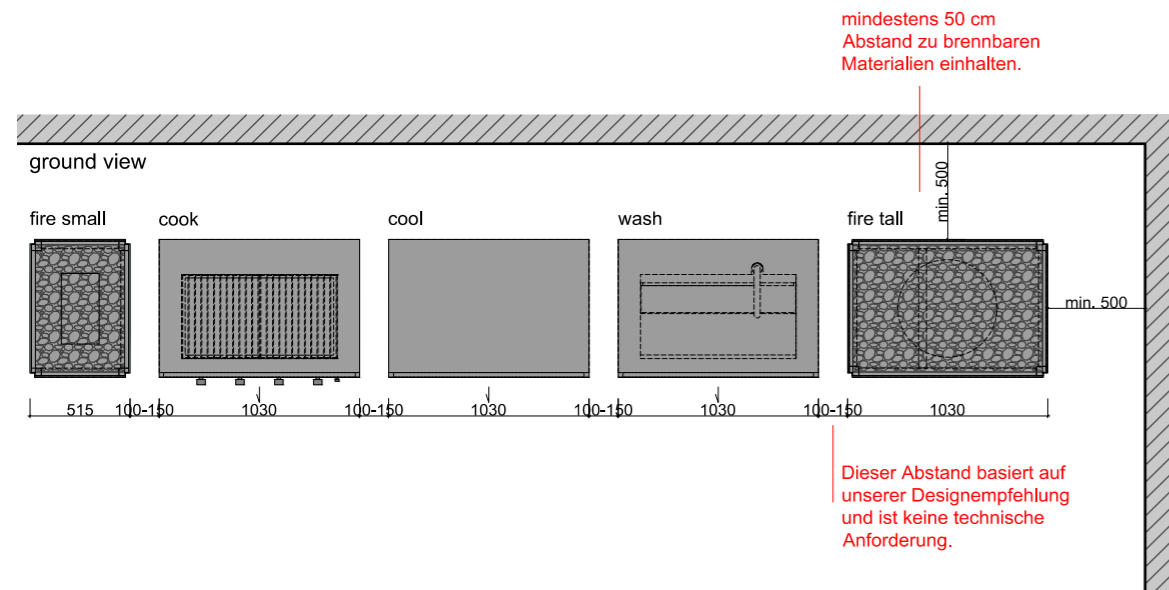 mindestens 50 cm
Abstand zu brennbaren
Materialien einhalten.
ground view
min. 500
fire small
cook
cool
wash
fire tall
min. 500
515 100-150 1030 100-150 1030 100-150 1030 100-150 1030
Dieser Abstand basiert auf
unserer Designempfehlung
und ist keine technische
Anforderung.